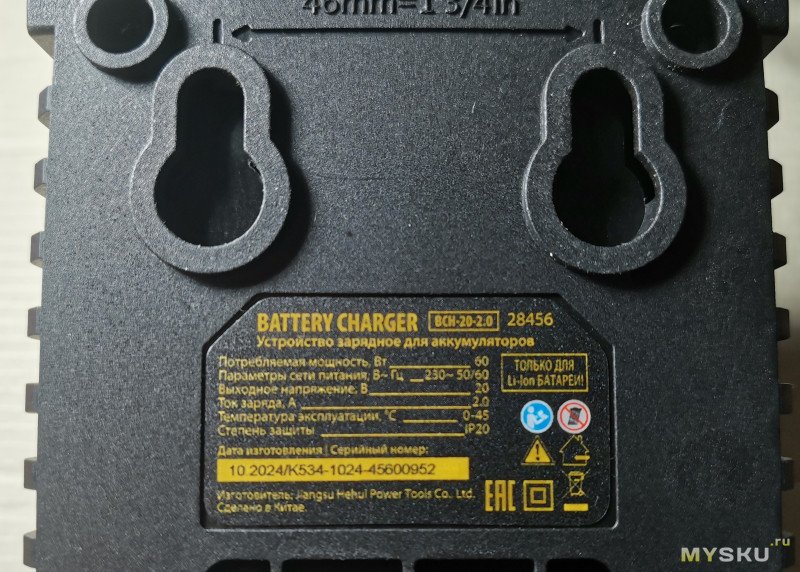 46mm=1 3/4in
BATTERY CHARGER BCH-20-2.0 28456
Устройство зарядное для аккумуляторов
Потребляемая мощность, Вт 60
Параметры сети питания, В~ Гц 230~ 50/60
Выходное напряжение, В 20
Ток заряда, А 2.0
Температура эксплуатации, °С 0-45
Степень защиты IP20
ТОЛЬКО ДЛЯ
Li-Ion БАТАРЕИ!
Дата изготовления | Серийный номер:
10 2024/K534-1024-45600952
Изготовитель: Jiangsu Hehui Power Tools Co., Ltd.
Сделано в Китае.
EAC
MYSKU.ru